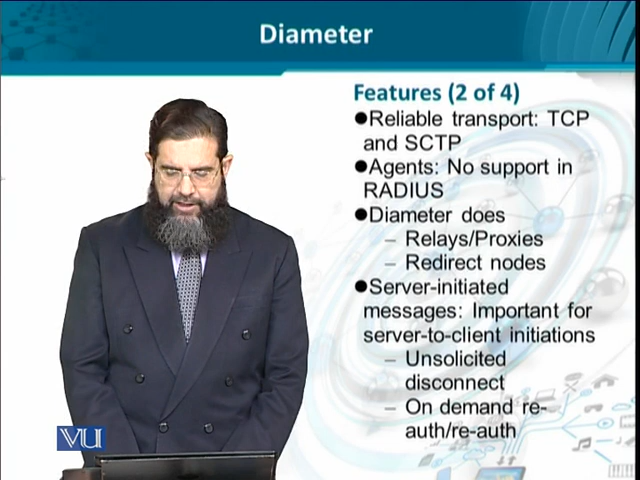 Diameter
Features (2 of 4)
●Reliable transport: TCP
and SCTP
●Agents: No support in
RADIUS
●Diameter does
– Relays/Proxies
– Redirect nodes
●Server-initiated
messages: Important for
server-to-client initiations
– Unsolicited
disconnect
– On demand re-
auth/re-auth
VU